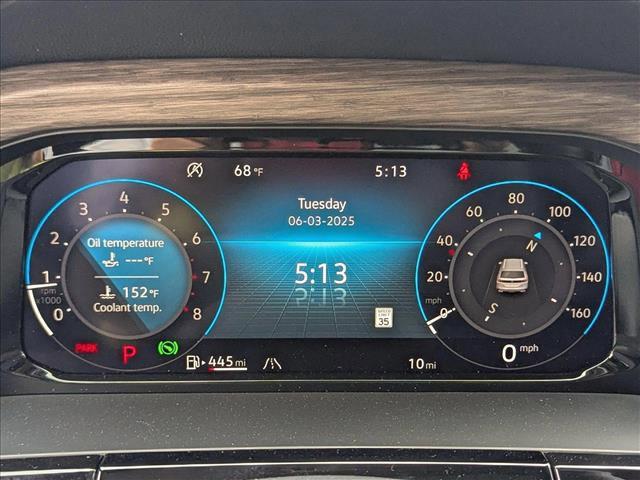 68 °F
5:13
Tuesday
06-03-2025
5:13
SPEED
LIMIT
35
0
1
2
3
4
5
6
7
8
rpm
x1000
Oil temperature
--- °F
152 °F
Coolant temp.
PARK
P
445 mi
0
20
40
60
80
100
120
140
160
mph
N
S
0 mph
10 mi